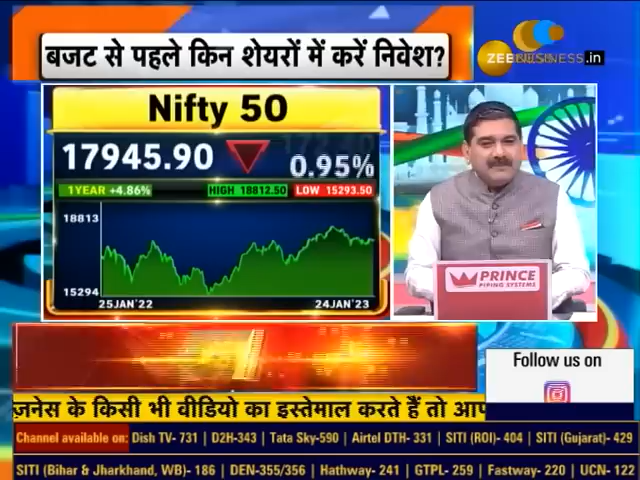 बजट से पहले किन शेयरों में करें निवेश?
ZEEBUSINESS.in
Nifty 50
17945.90
0.95%
1YEAR +4.86%
HIGH 18812.50
LOW 15293.50
18813
15294
25JAN'22
24JAN'23
PRINCE
PIPING SYSTEMS
Follow us on
ज़नेस के किसी भी वीडियो का इस्तेमाल करते हैं तो आप
Channel available on: Dish TV- 731 | D2H-343 | Tata Sky-590 | Airtel DTH- 331 | SITI (ROI)- 404 | SITI (Gujarat)- 429
SITI (Bihar & Jharkhand, WB)- 186 | DEN-355/356 | Hathway- 241 | GTPL- 259 | Fastway- 220 | UCN- 122